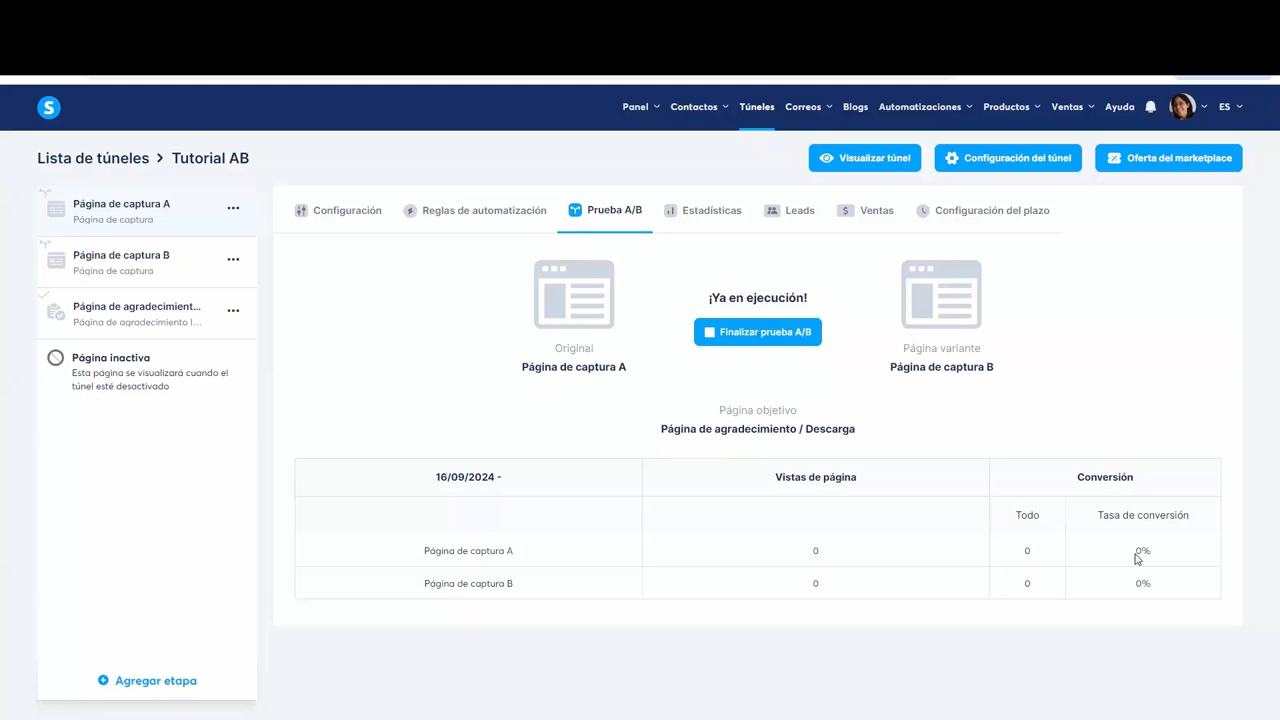 S
Panel
Contactos
Túneles
Correos
Blogs
Automatizaciones
Productos
Ventas
Ayuda
ES
Lista de túneles > Tutorial AB
Visualizar túnel
Configuración del túnel
Oferta del marketplace
Página de captura A
Página de captura
Página de captura B
Página de captura
Página de agradecimient...
Página de agradecimiento I...
Página inactiva
Esta página se visualizará cuando el
túnel esté desactivado
Agregar etapa
Configuración
Reglas de automatización
Prueba A/B
Estadísticas
Leads
Ventas
Configuración del plazo
Original
Página de captura A
¡Ya en ejecución!
Finalizar prueba A/B
Página variante
Página de captura B
Página objetivo
Página de agradecimiento / Descarga
16/09/2024 -
Vistas de página
Conversión
Todo
Tasa de conversión
Página de captura A
0
0
0%
Página de captura B
0
0
0%